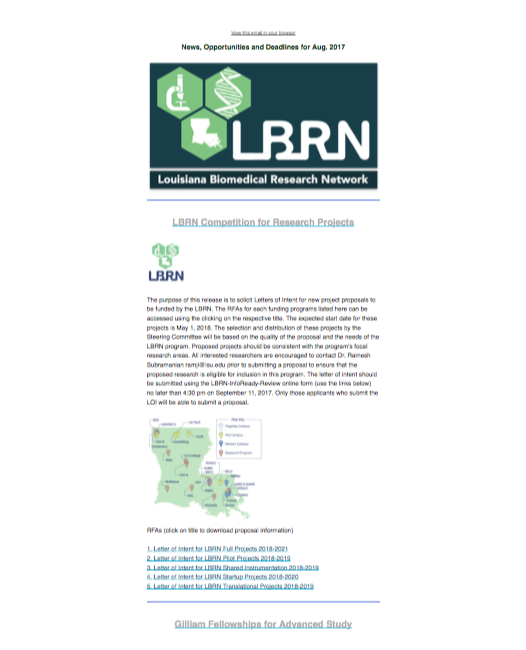 View this email in your browser
News, Opportunities and Deadlines for Aug. 2017
LBRN
Louisiana Biomedical Research Network
LBRN Competition for Research Projects
LBRN
The purpose of this release is to solicit Letters of Intent for new project proposals to
be funded by the LBRN. The RFAs for each funding programs listed here can be
accessed using the clicking on the respective title. The expected start date for these
projects is May 1, 2018. The selection and distribution of these projects by the
Steering Committee will be based on the quality of the proposal and the needs of the
LBRN program. Proposed projects should be consistent with the program's focal
research areas. All interested researchers are encouraged to contact Dr. Ramesh
Subramanian ramji@lsu.edu prior to submitting a proposal to ensure that the
proposed research is eligible for inclusion in this program. The letter of intent should
be submitted using the LBRN-InfoReady-Review online form (use the links below)
no later than 4:30 pm on September 11, 2017. Only those applicants who submit the
LOI will be able to submit a proposal.
RFAs (click on title to download proposal information)
1. Letter of Intent for LBRN Full Projects 2018-2021
2. Letter of Intent for LBRN Pilot Projects 2018-2019
3. Letter of Intent for LBRN Shared Instrumentation 2018-2019
4. Letter of Intent for LBRN Startup Projects 2018-2020
5. Letter of Intent for LBRN Translational Projects 2018-2019
Gilliam Fellowships for Advanced Study